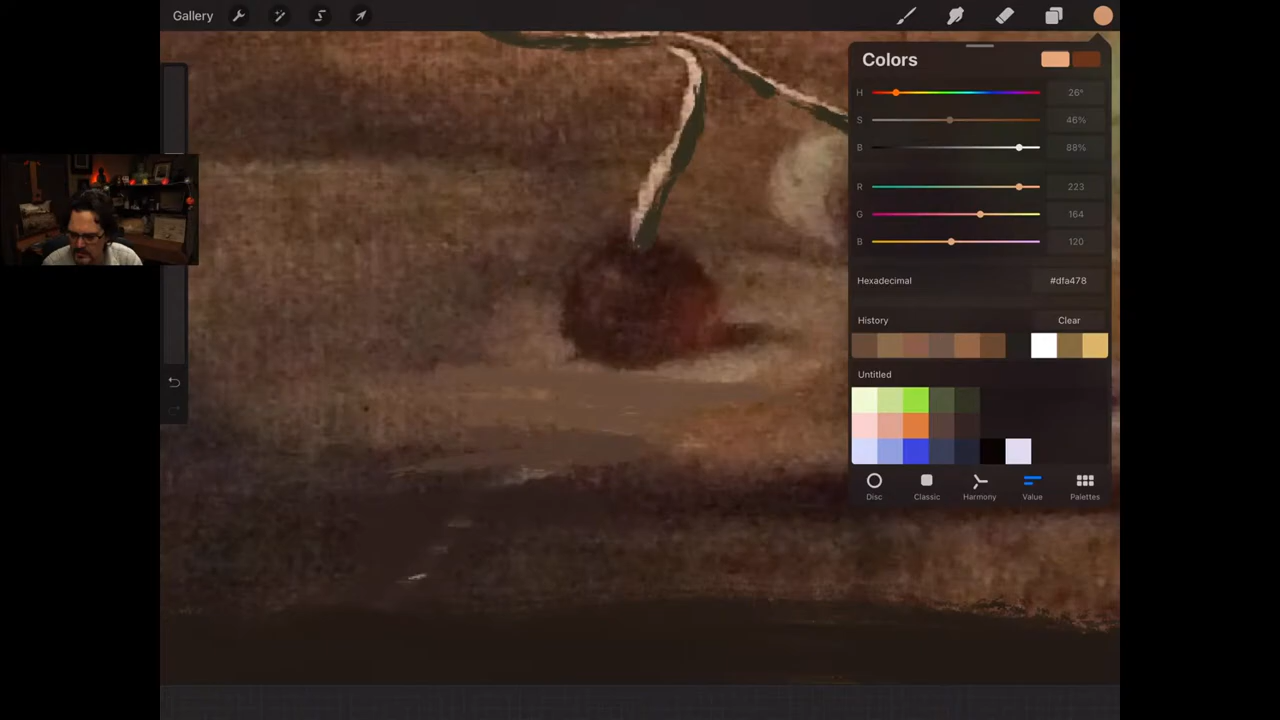 Gallery
Colors
H 26°
S 46%
B 88%
R 223
G 164
B 120
Hexadecimal #dfa478
History Clear
Untitled
Disc Classic Harmony Value Palettes